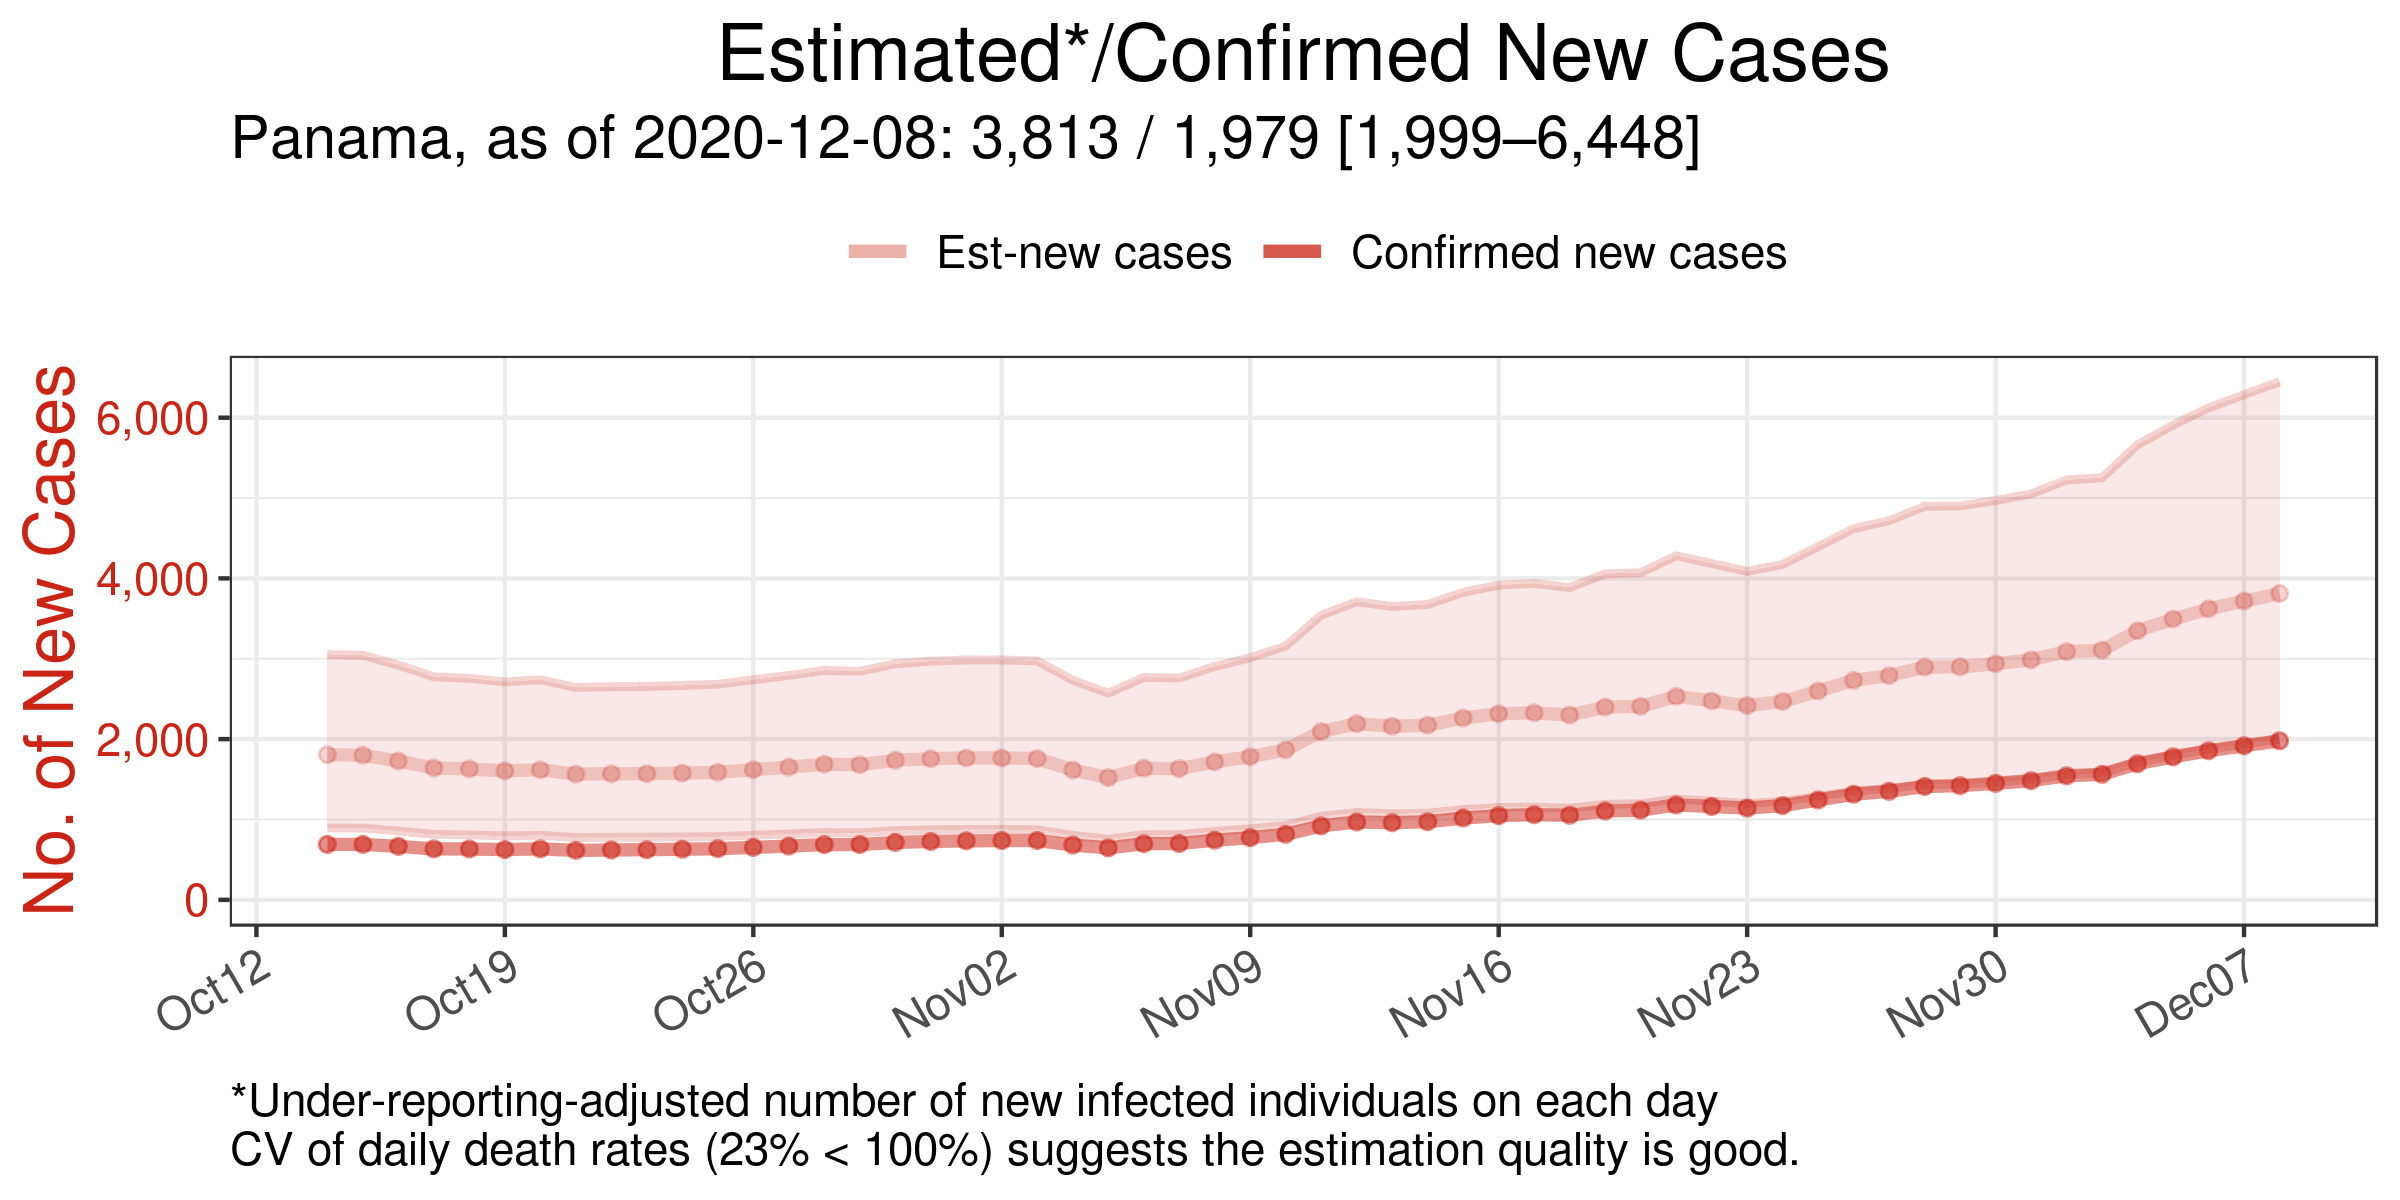 Estimated*/Confirmed New Cases
Panama, as of 2020-12-08: 3,813 / 1,979 [1,999–6,448]
Est-new cases
Confirmed new cases
No. of New Cases
6,000
4,000
2,000
0
Oct12
Oct19
Oct26
Nov02
Nov09
Nov16
Nov23
Nov30
Dec07
*Under-reporting-adjusted number of new infected individuals on each day
CV of daily death rates (23% < 100%) suggests the estimation quality is good.